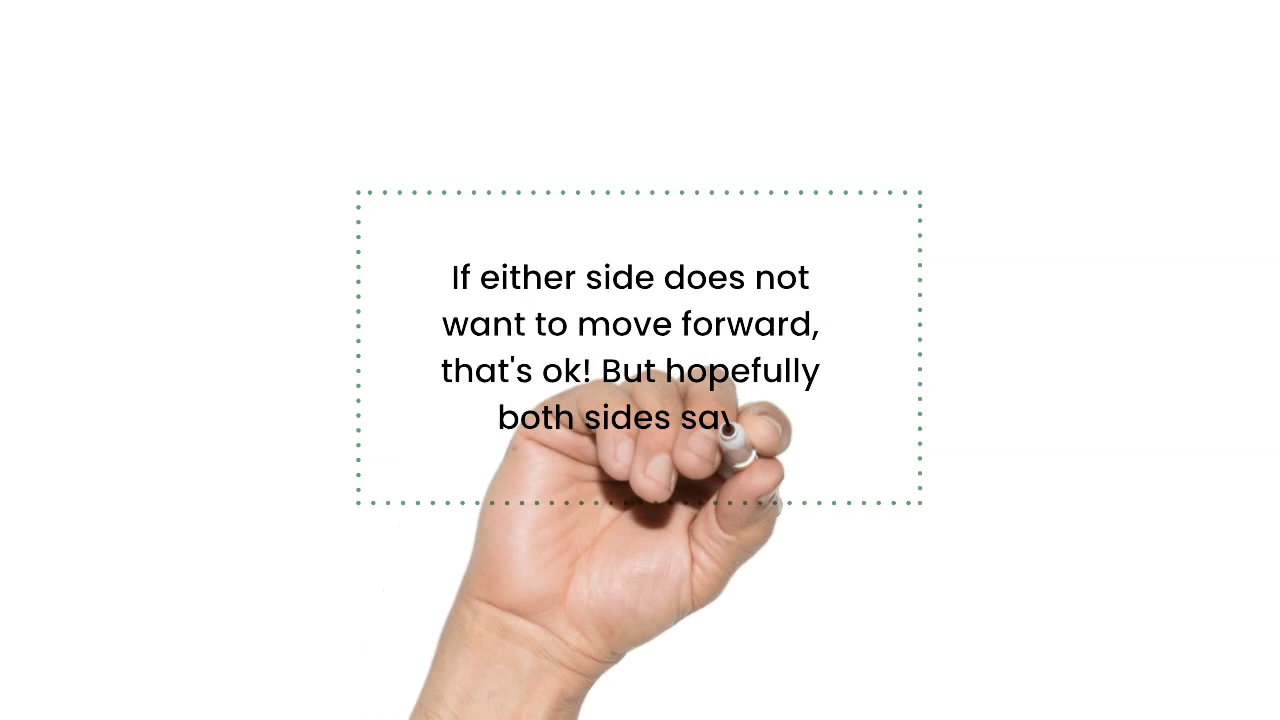 If either side does not
want to move forward,
that's ok! But hopefully
both sides